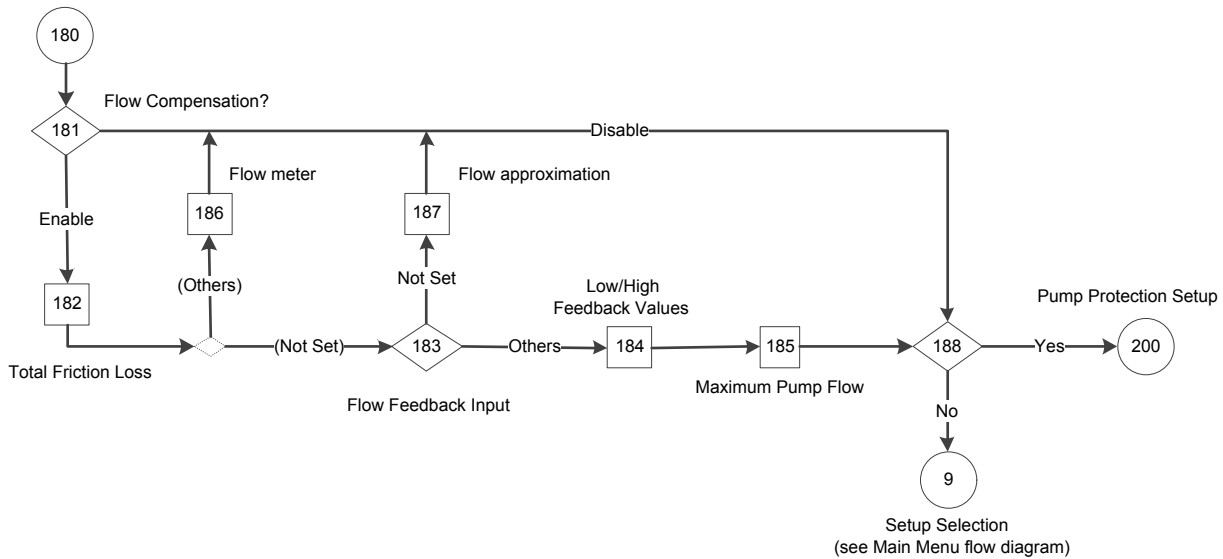 180
Flow Compensation?
181
Disable
Flow meter
Flow approximation
186
187
Enable
(Others)
Not Set
Low/High
Feedback Values
Pump Protection Setup
182
(Not Set)
183
Others
184
185
188
Yes
200
Total Friction Loss
Flow Feedback Input
Maximum Pump Flow
No
9
Setup Selection
(see Main Menu flow diagram)